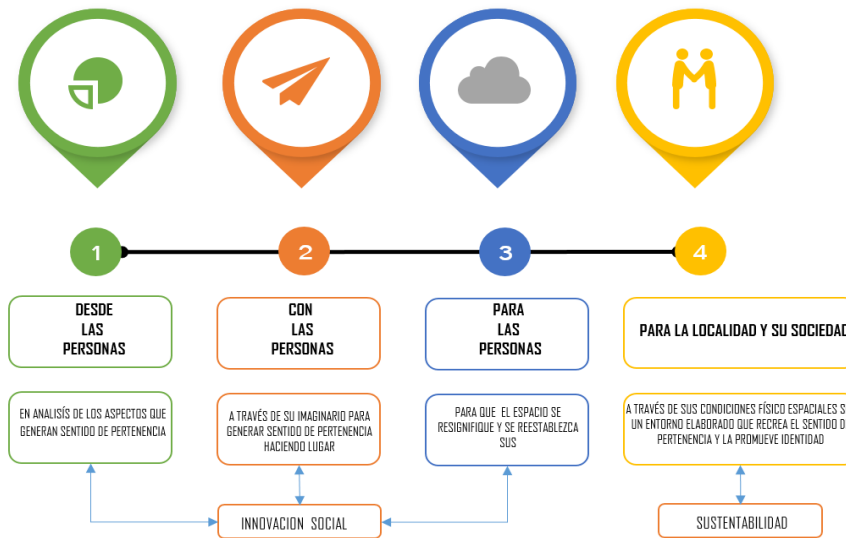 1
2
3
4
DESDE
LAS
PERSONAS
CON
LAS
PERSONAS
PARA
LAS
PERSONAS
PARA LA LOCALIDAD Y SU SOCIEDAD
EN ANALISÍS DE LOS ASPECTOS QUE
GENERAN SENTIDO DE PERTENENCIA
A TRAVÉS DE SU IMAGINARIO PARA
GENERAR SENTIDO DE PERTENENCIA
HACIENDO LUGAR
PARA QUE EL ESPACIO SE
RESIGNIFIQUE Y SE REESTABLEZCA
SUS
A TRAVÉS DE SUS CONDICIONES FÍSICO ESPACIALES
UN ENTORNO ELABORADO QUE RECREA EL SENTIDO
PERTENENCIA Y LA PROMUEVE IDENTIDAD
INNOVACION SOCIAL
SUSTENTABILIDAD